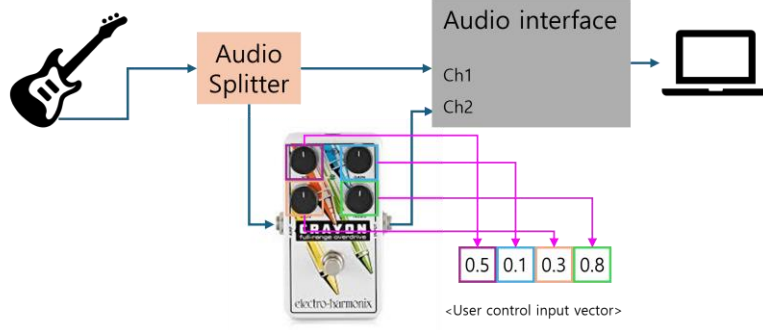 Audio interface
Audio
Splitter
Ch1
Ch2
CRAYON
full-range overdrive
0.5 0.1 0.3 0.8
electro-harmonix
<User control input vector>